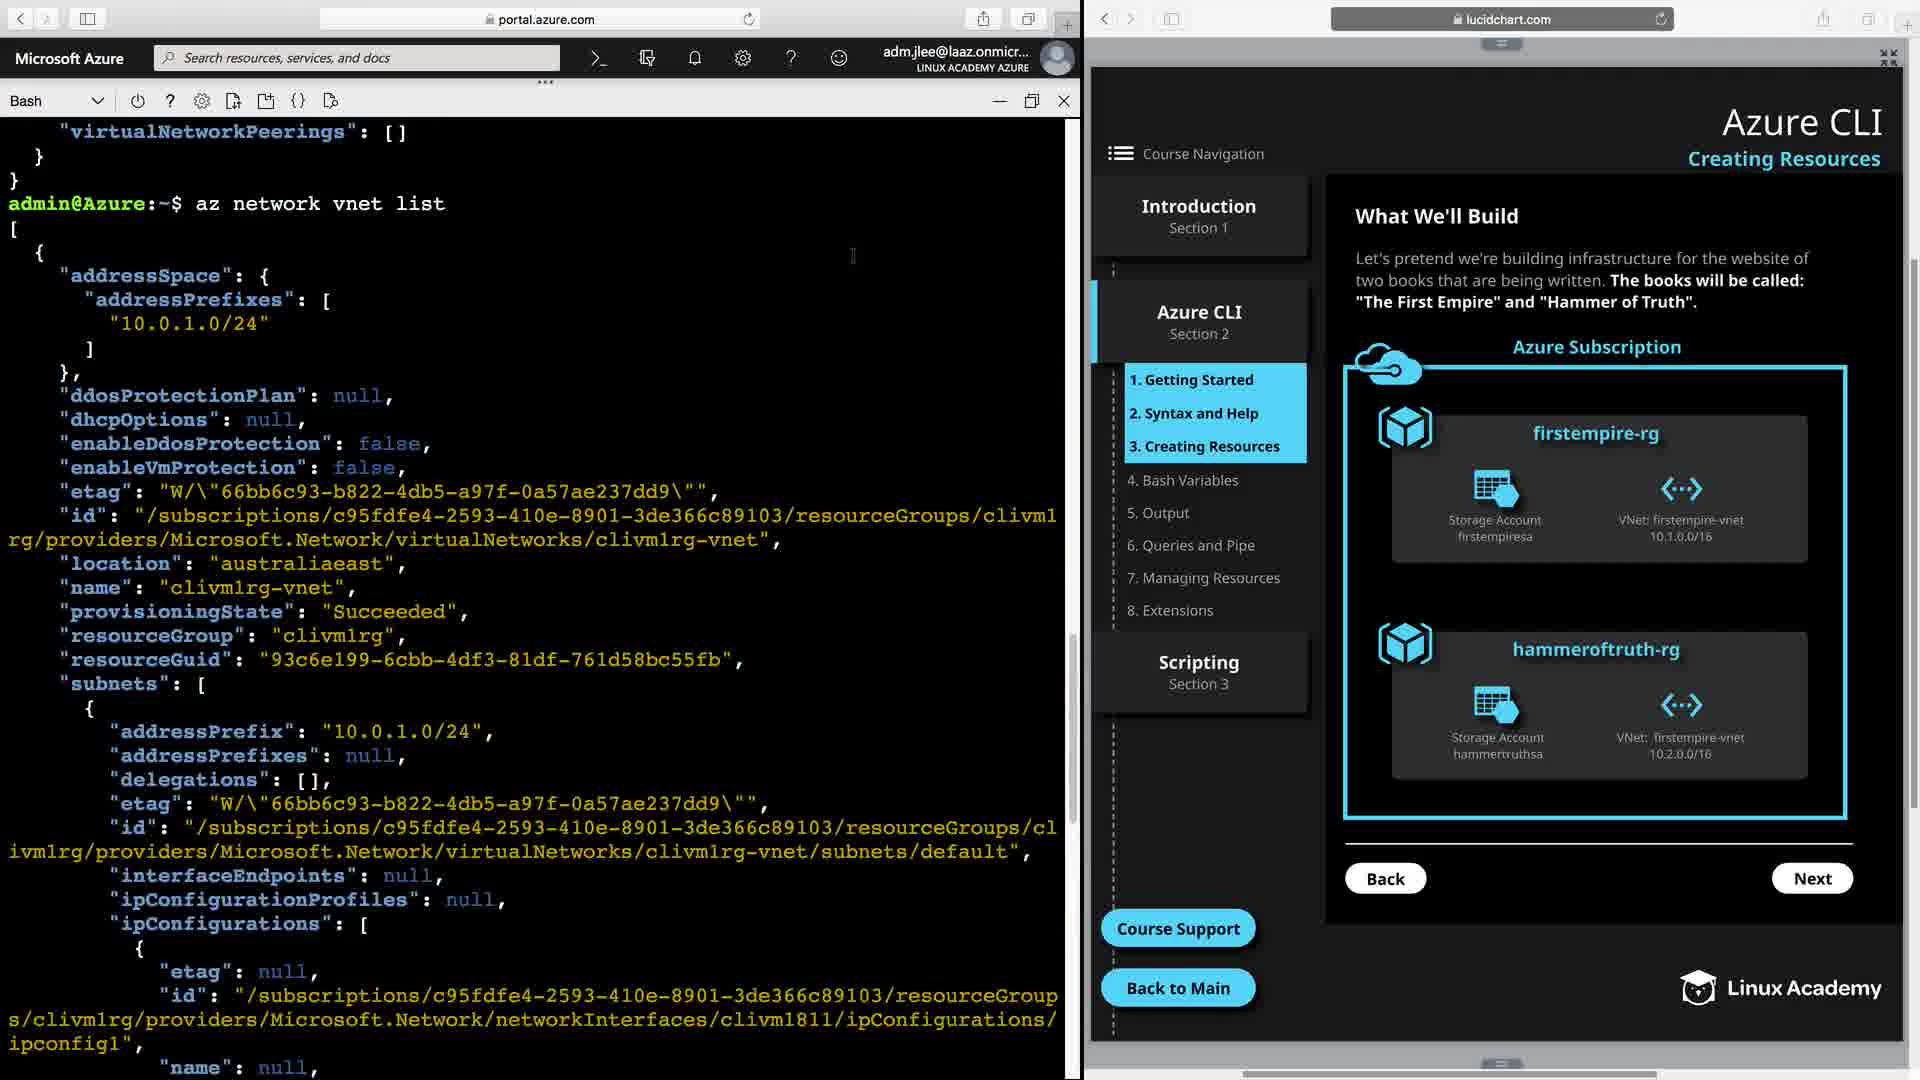 portal.azure.com
Microsoft Azure
Search resources, services, and docs
adm.jlee@laaz.onmicr...
LINUX ACADEMY AZURE
Bash
"virtualNetworkPeerings": []
}
}
admin@Azure:~$ az network vnet list
[
{
"addressSpace": {
"addressPrefixes": [
"10.0.1.0/24"
]
},
"ddosProtectionPlan": null,
"dhcpOptions": null,
"enableDdosProtection": false,
"enableVmProtection": false,
"etag": "W/\"66bb6c93-b822-4db5-a97f-0a57ae237dd9\"",
"id": "/subscriptions/c95fdfe4-2593-410e-8901-3de366c89103/resourceGroups/clivm1
rg/providers/Microsoft.Network/virtualNetworks/clivm1rg-vnet",
"location": "australiaeast",
"name": "clivm1rg-vnet",
"provisioningState": "Succeeded",
"resourceGroup": "clivm1rg",
"resourceGuid": "93c6e199-6cbb-4df3-81df-761d58bc55fb",
"subnets": [
{
"addressPrefix": "10.0.1.0/24",
"addressPrefixes": null,
"delegations": [],
"etag": "W/\"66bb6c93-b822-4db5-a97f-0a57ae237dd9\"",
"id": "/subscriptions/c95fdfe4-2593-410e-8901-3de366c89103/resourceGroups/cl
ivm1rg/providers/Microsoft.Network/virtualNetworks/clivm1rg-vnet/subnets/default",
"interfaceEndpoints": null,
"ipConfigurationProfiles": null,
"ipConfigurations": [
{
"etag": null,
"id": "/subscriptions/c95fdfe4-2593-410e-8901-3de366c89103/resourceGroup
s/clivm1rg/providers/Microsoft.Network/networkInterfaces/clivm1811/ipConfigurations/
ipconfig1",
"name": null,
lucidchart.com
Azure CLI
Creating Resources
Course Navigation
Introduction
Section 1
Azure CLI
Section 2
1. Getting Started
2. Syntax and Help
3. Creating Resources
4. Bash Variables
5. Output
6. Queries and Pipe
7. Managing Resources
8. Extensions
Scripting
Section 3
Course Support
Back to Main
What We'll Build
Let's pretend we're building infrastructure for the website of
two books that are being written. The books will be called:
"The First Empire" and "Hammer of Truth".
Azure Subscription
firstempire-rg
Storage Account
firstempiresa
VNet: firstempire-vnet
10.1.0.0/16
hammeroftruth-rg
Storage Account
hammertruthsa
VNet: firstempire-vnet
10.2.0.0/16
Back
Next
Linux Academy